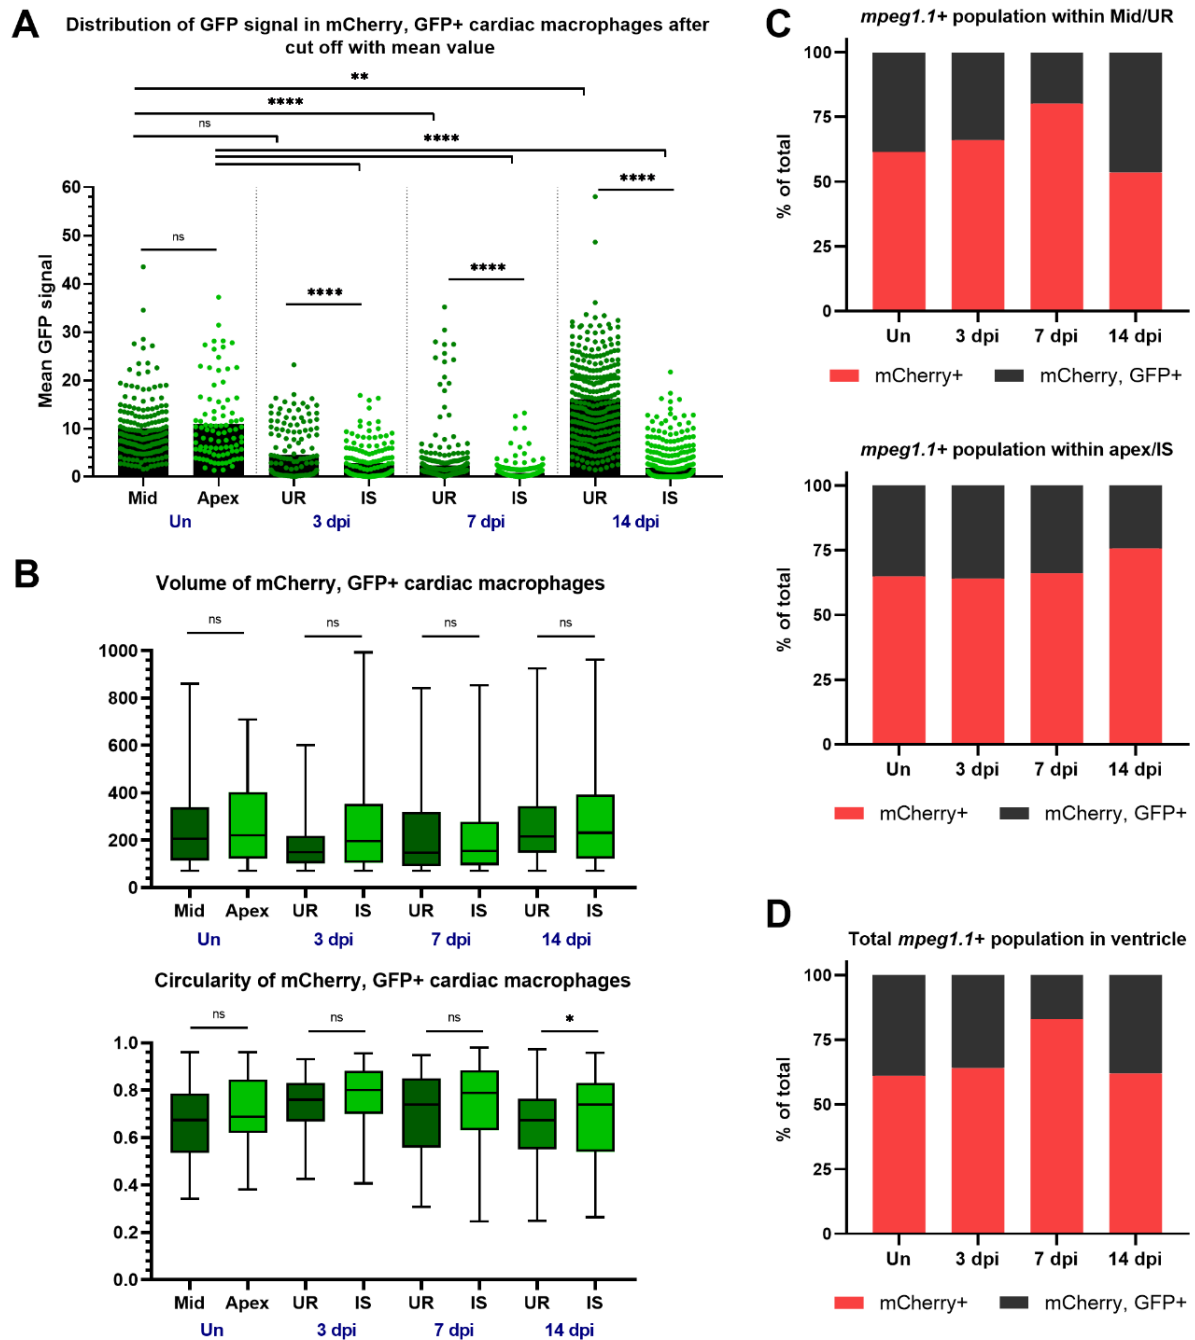 A
Distribution of GFP signal in mCherry, GFP+ cardiac macrophages after
cut off with mean value
**
****
ns
****
****
ns
****
****
Mean GFP signal
60
50
40
30
20
10
0
Mid Apex UR IS UR IS UR IS
Un 3 dpi 7 dpi 14 dpi
B
Volume of mCherry, GFP+ cardiac macrophages
ns ns ns ns
1000
800
600
400
200
0
Mid Apex UR IS UR IS UR IS
Un 3 dpi 7 dpi 14 dpi
Circularity of mCherry, GFP+ cardiac macrophages
ns ns ns *
1.0
0.8
0.6
0.4
0.2
0.0
Mid Apex UR IS UR IS UR IS
Un 3 dpi 7 dpi 14 dpi
C
mpeg1.1+ population within Mid/UR
% of total
100
75
50
25
0
Un 3 dpi 7 dpi 14 dpi
mCherry+ mCherry, GFP+
mpeg1.1+ population within apex/IS
% of total
100
75
50
25
0
Un 3 dpi 7 dpi 14 dpi
mCherry+ mCherry, GFP+
D
Total mpeg1.1+ population in ventricle
% of total
100
75
50
25
0
Un 3 dpi 7 dpi 14 dpi
mCherry+ mCherry, GFP+